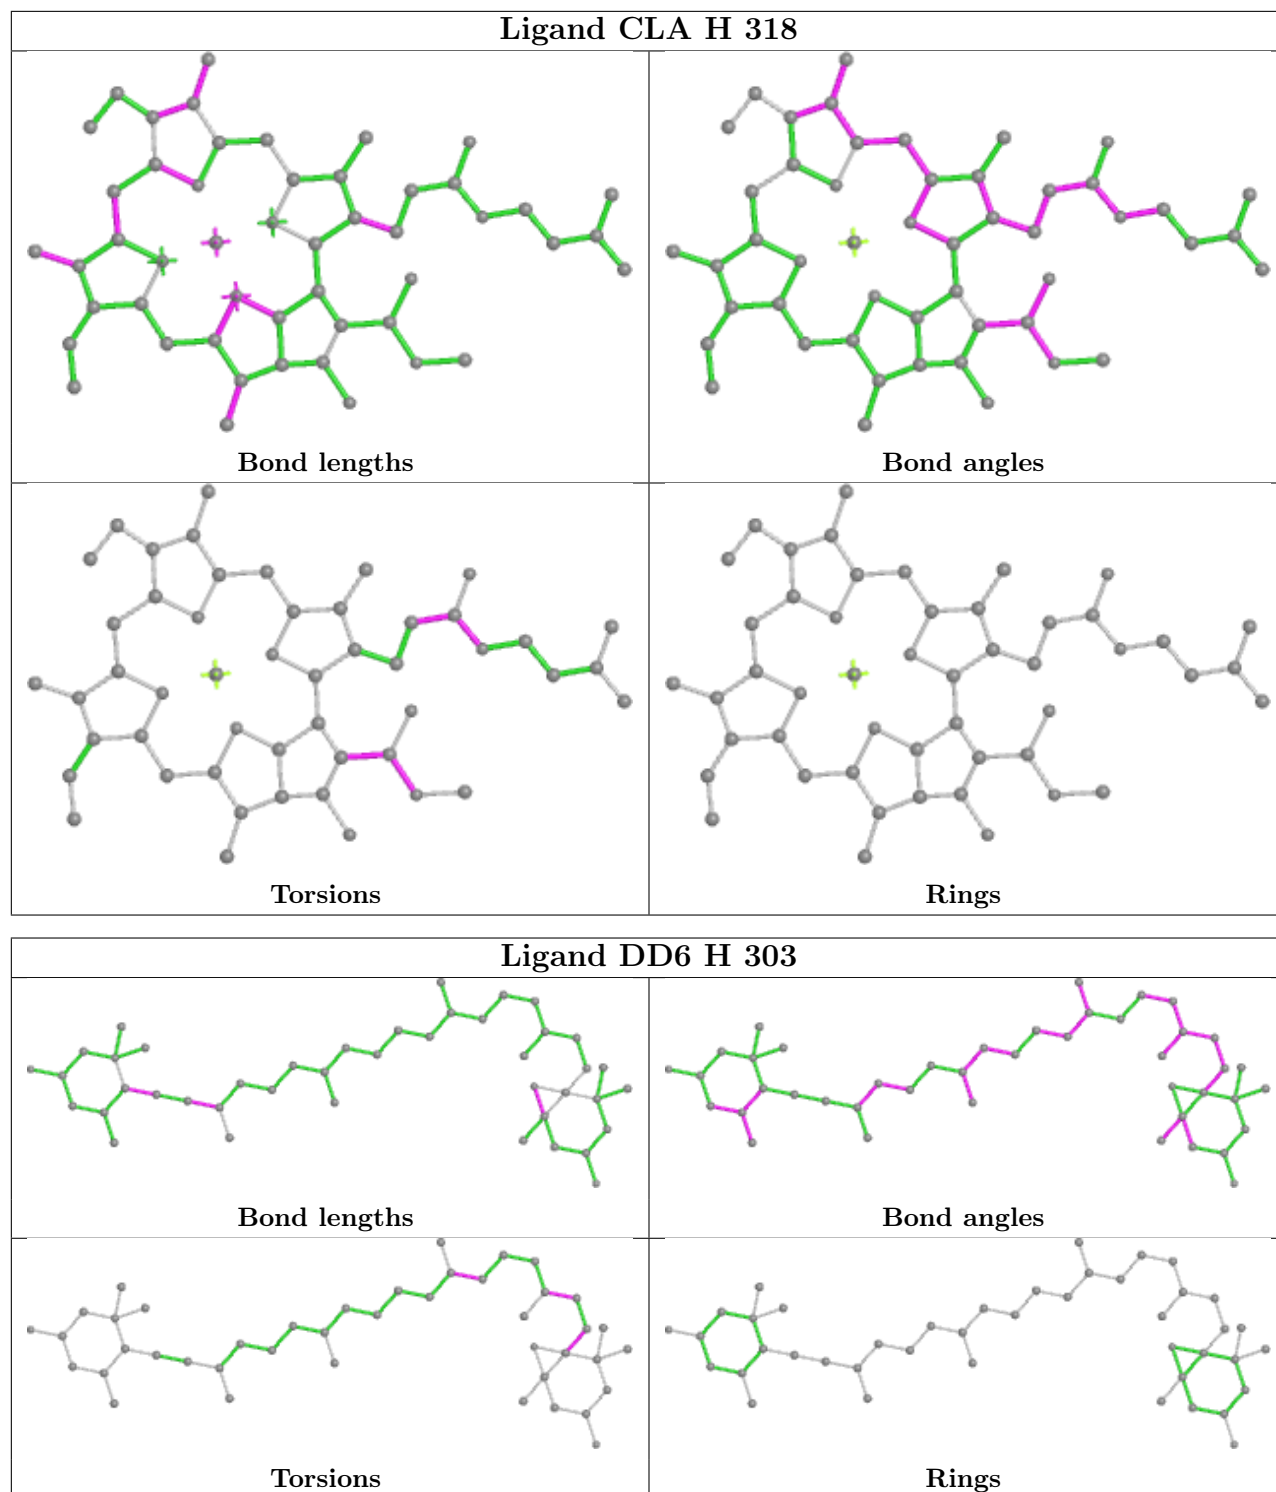 Ligand CLA H 318
Bond lengths
Bond angles
Torsions
Rings
Ligand DD6 H 303
Bond lengths
Bond angles
Torsions
Rings